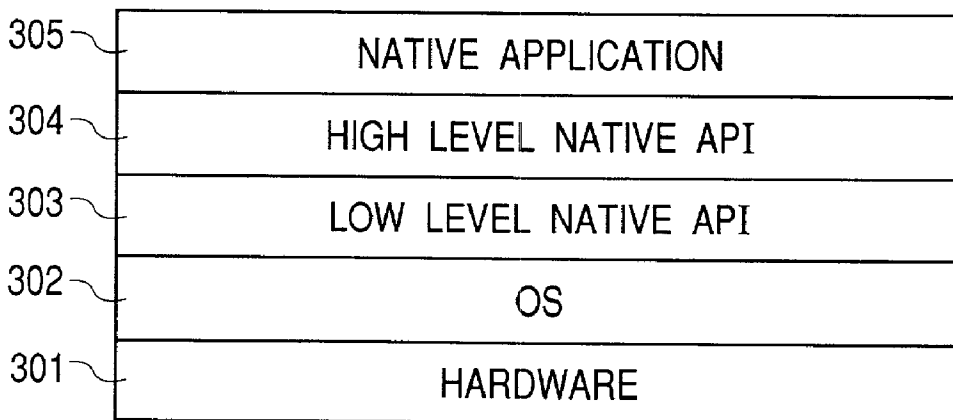 305 NATIVE APPLICATION
304 HIGH LEVEL NATIVE API
303 LOW LEVEL NATIVE API
302 OS
301 HARDWARE